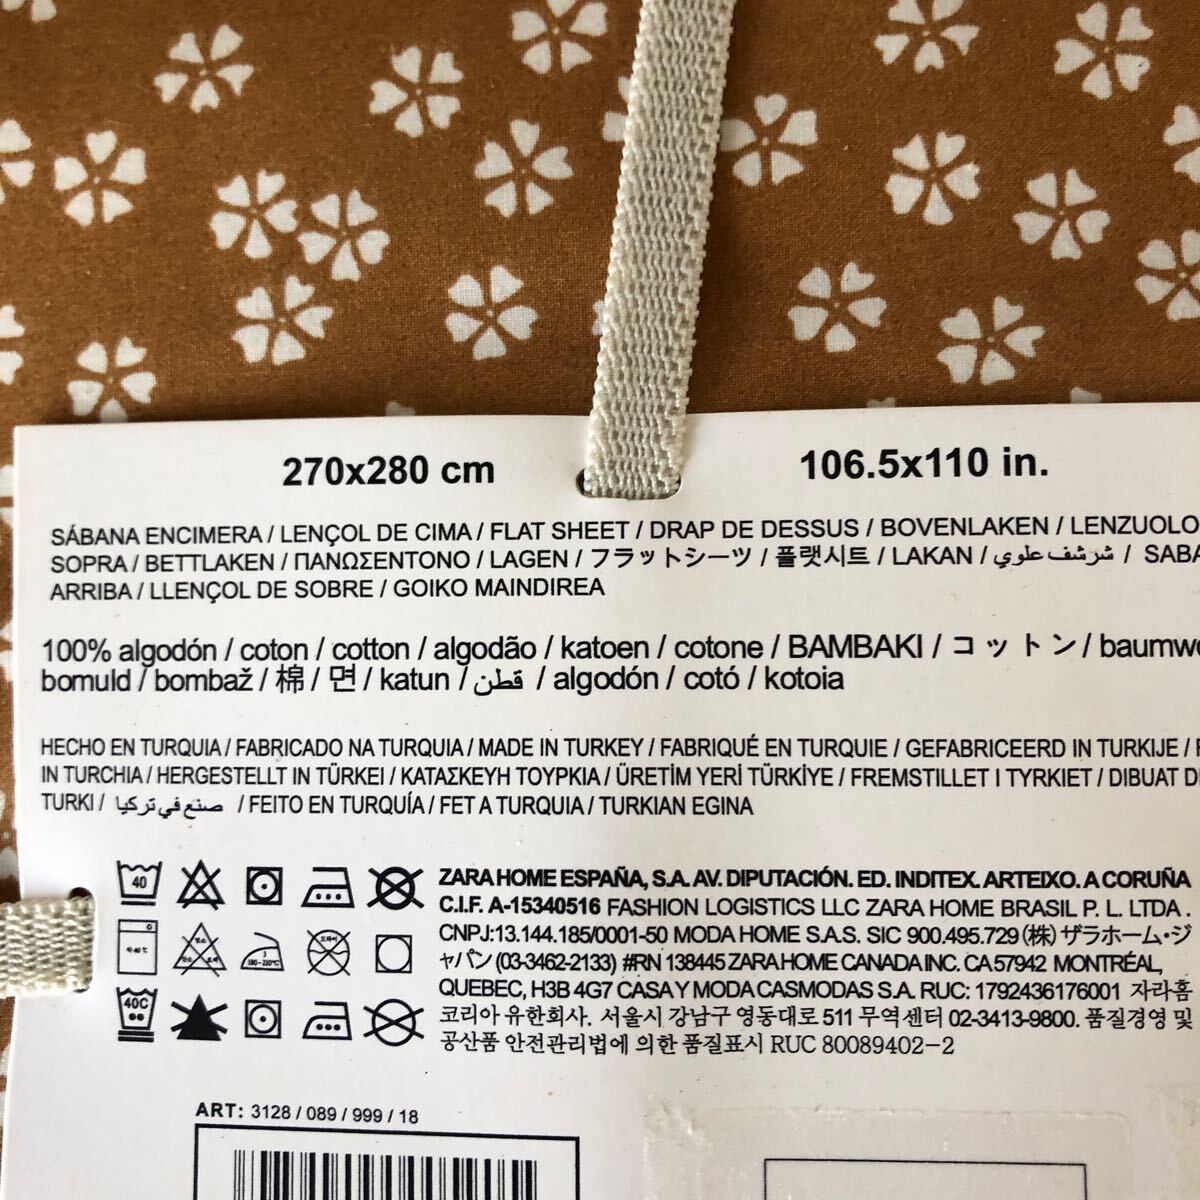 270x280 cm
106.5x110 in.
SÁBANA ENCIMERA / LENÇOL DE CIMA / FLAT SHEET / DRAP DE DESSUS / BOVENLAKEN / LENZUOLO
SOPRA / BETTLAKEN / ΠΑΝΩΣΕΝΤΟΝΟ / LAGEN / フラットシーツ / 플랫시트 / LAKAN / شرشف علوي /
ARRIBA / LLENÇOL DE SOBRE / GOIKO MAINDIREA
100% algodón / coton / cotton / algodão / katoen / cotone / BAMBAKI / コットン /
bomuld / bombaž / 棉 / 면 / katun / قطن / algodón / cotó / kotoia
HECHO EN TURQUIA / FABRICADO NA TURQUIA / MADE IN TURKEY / FABRIQUÉ EN TURQUIE / GEFABRICEERD IN TURKIJE /
IN TURCHIA / HERGESTELLT IN TÜRKEI / ΚΑΤΑΣΚΕΥΗ ΤΟΥΡΚΙΑ / ÜRETİM YERİ TÜRKİYE / FREMSTILLET I TYRKIET / DIBUAT DI
TURKI / صنع في تركيا / FEITO EN TURQUÍA / FET A TURQUIA / TURKIAN EGINA
40
40C
ZARA HOME ESPAÑA, S.A. AV. DIPUTACIÓN. ED. INDITEX. ARTEIXO. A CORUÑA
C.I.F. A-15340516 FASHION LOGISTICS LLC ZARA HOME BRASIL P. L. LTDA .
CNPJ:13.144.185/0001-50 MODA HOME S.A.S. SIC 900.495.729 (株) ザラホーム・ジ
ャパン (03-3462-2133) #RN 138445 ZARA HOME CANADA INC. CA 57942 MONTRÉAL,
QUEBEC, H3B 4G7 CASA Y MODA CASMODAS S.A. RUC: 1792436176001 자라홈
코리아 유한회사. 서울시 강남구 영동대로 511 무역센터 02-3413-9800. 품질경영 및
공산품 안전관리법에 의한 품질표시 RUC 80089402-2
ART: 3128 / 089 / 999 / 18